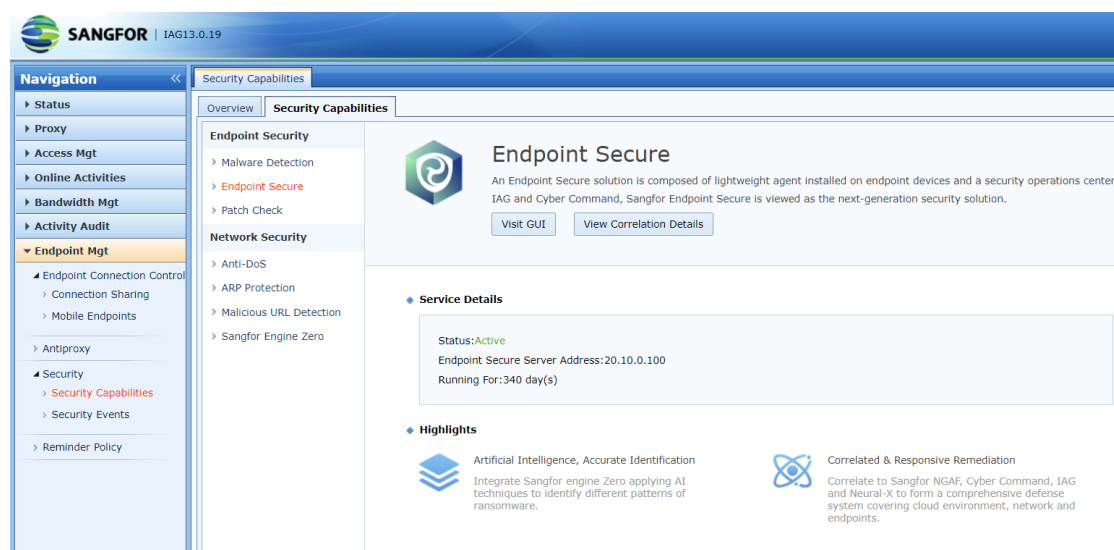 SANGFOR | IAG13.0.19
Navigation
Status
Proxy
Access Mgt
Online Activities
Bandwidth Mgt
Activity Audit
Endpoint Mgt
Endpoint Connection Control
Connection Sharing
Mobile Endpoints
Antiproxy
Security
Security Capabilities
Security Events
Reminder Policy
Security Capabilities
Overview
Security Capabilities
Endpoint Security
Malware Detection
Endpoint Secure
Patch Check
Network Security
Anti-DoS
ARP Protection
Malicious URL Detection
Sangfor Engine Zero
Endpoint Secure
An Endpoint Secure solution is composed of lightweight agent installed on endpoint devices and a security operations center
IAG and Cyber Command, Sangfor Endpoint Secure is viewed as the next-generation security solution.
Visit GUI
View Correlation Details
Service Details
Status:Active
Endpoint Secure Server Address:20.10.0.100
Running For:340 day(s)
Highlights
Artificial Intelligence, Accurate Identification
Integrate Sangfor engine Zero applying AI
techniques to identify different patterns of
ransomware.
Correlated & Responsive Remediation
Correlate to Sangfor NGAF, Cyber Command, IAG
and Neural-X to form a comprehensive defense
system covering cloud environment, network and
endpoints.